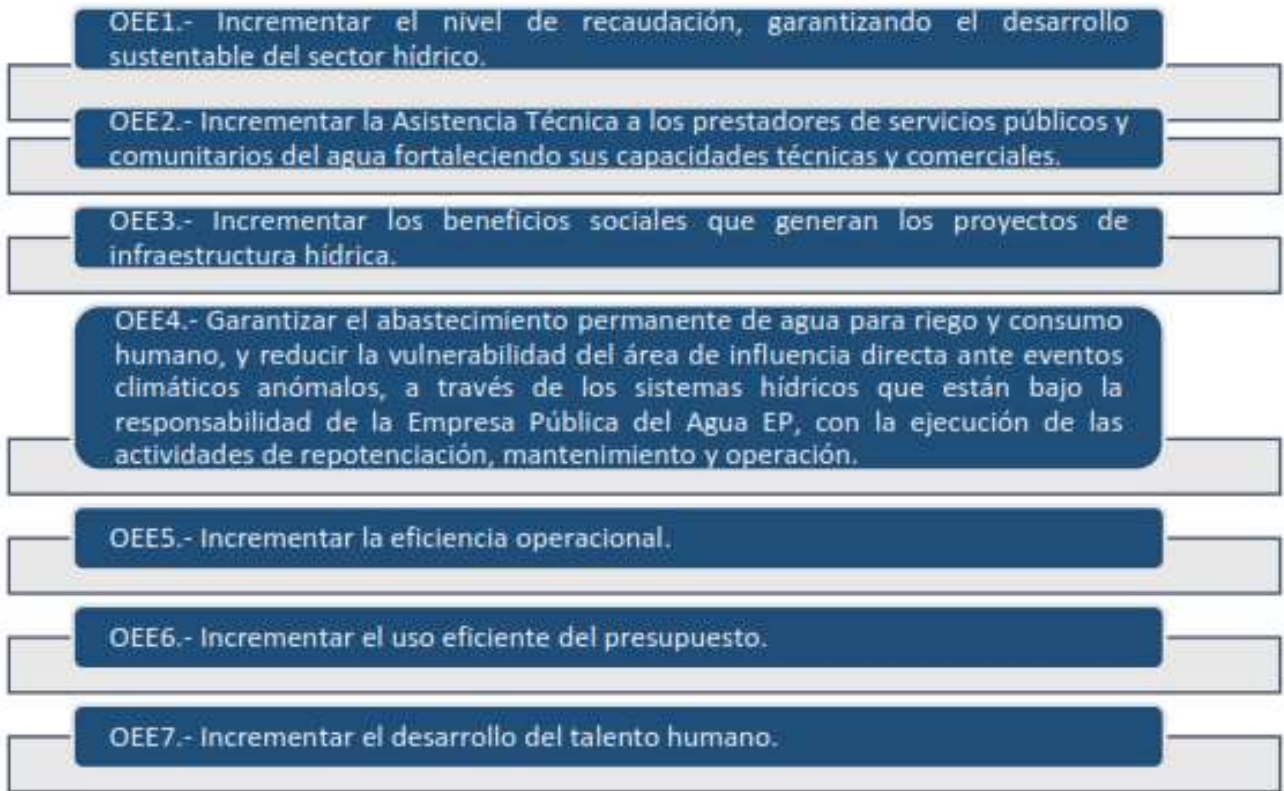 OEE1.- Incrementar el nivel de recaudación, garantizando el desarrollo
sustentable del sector hídrico.
OEE2.- Incrementar la Asistencia Técnica a los prestadores de servicios públicos y
comunitarios del agua fortaleciendo sus capacidades técnicas y comerciales.
OEE3.- Incrementar los beneficios sociales que generan los proyectos de
infraestructura hídrica.
OEE4.- Garantizar el abastecimiento permanente de agua para riego y consumo
humano, y reducir la vulnerabilidad del área de influencia directa ante eventos
climáticos anómalos, a través de los sistemas hídricos que están bajo la
responsabilidad de la Empresa Pública del Agua EP, con la ejecución de las
actividades de repotenciación, mantenimiento y operación.
OEE5.- Incrementar la eficiencia operacional.
OEE6.- Incrementar el uso eficiente del presupuesto.
OEE7.- Incrementar el desarrollo del talento humano.